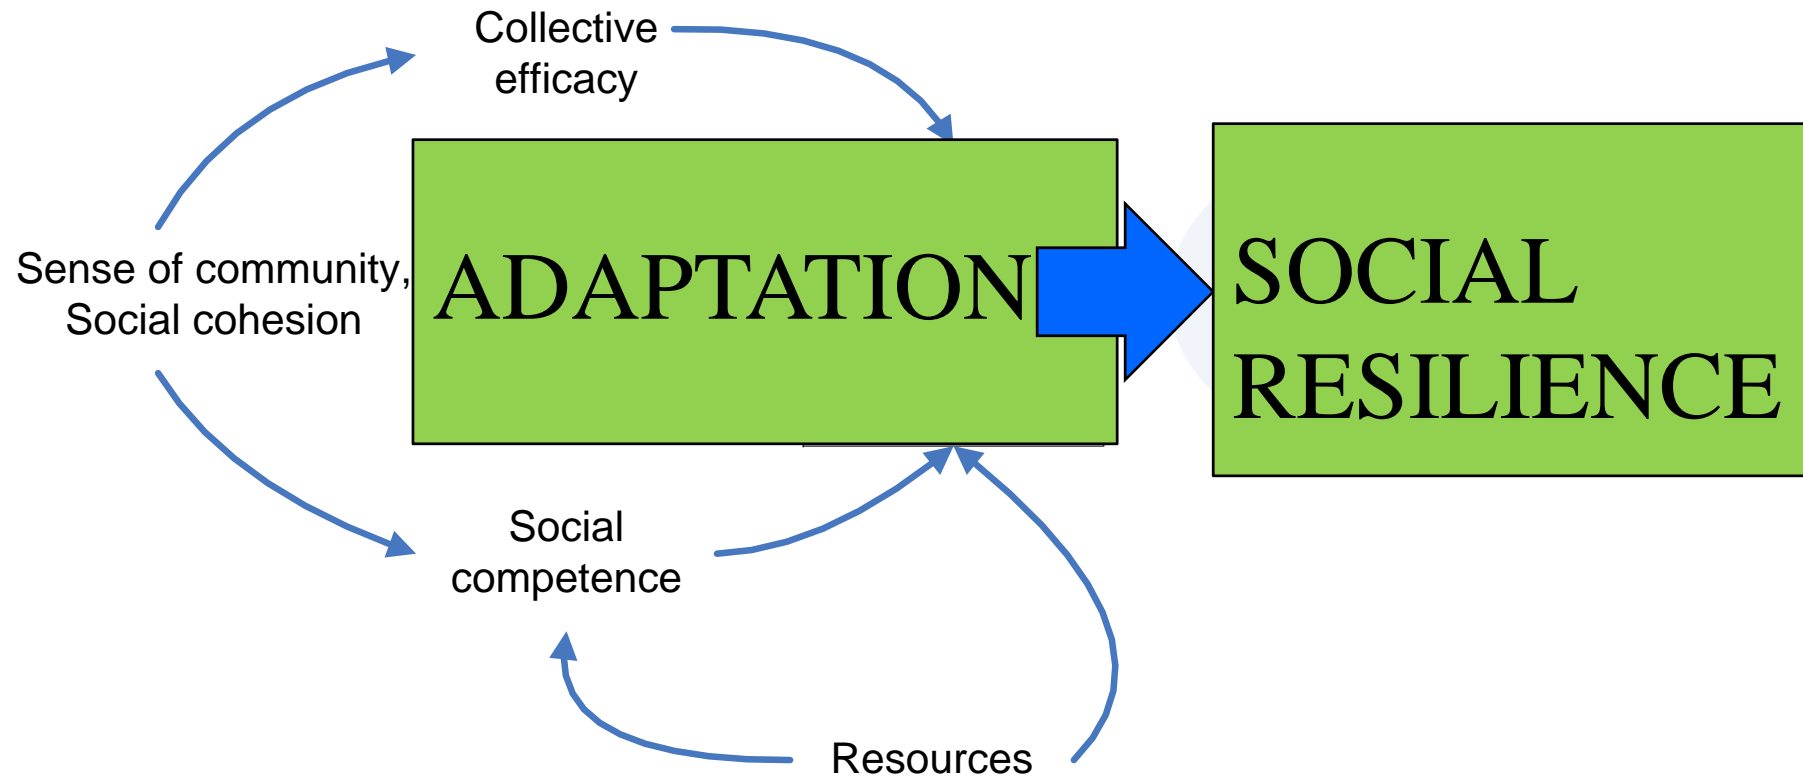 Collective
efficacy
Sense of community,
Social cohesion
ADAPTATION
SOCIAL
RESILIENCE
Social
competence
Resources